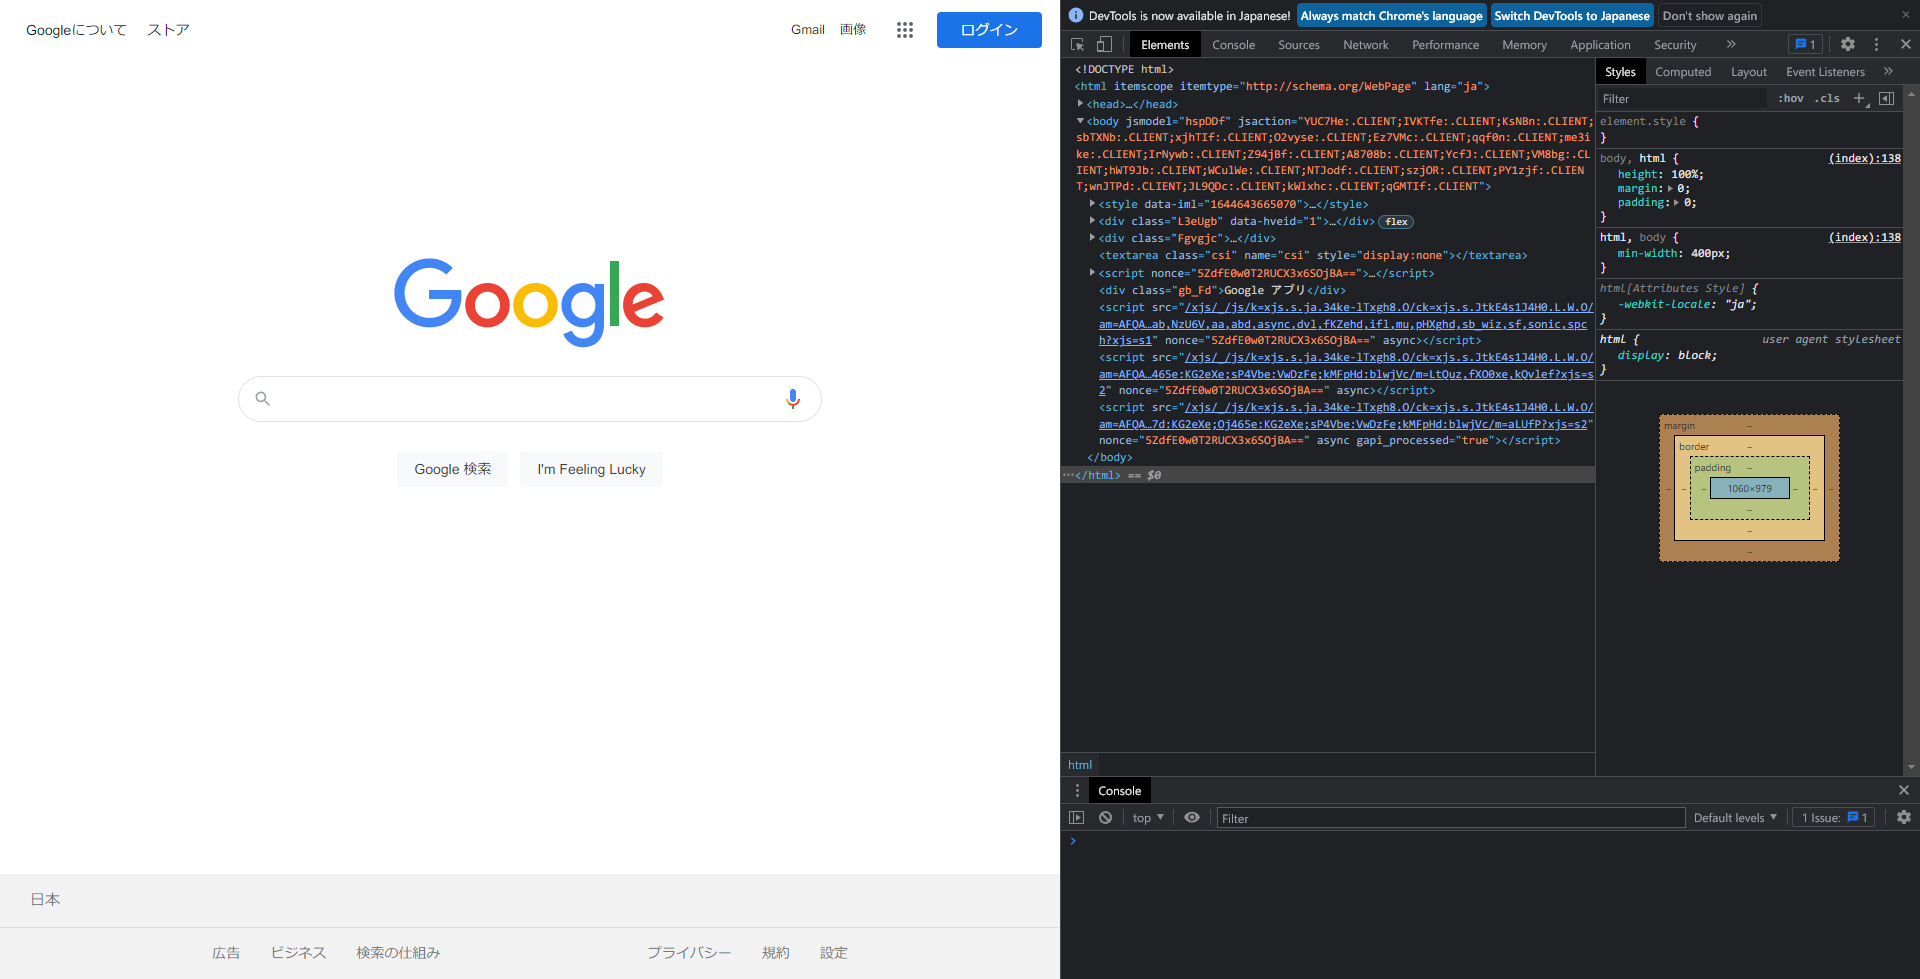 Googleについて ストア
Gmail 画像 ログイン
Google
Google 検索 I'm Feeling Lucky
日本
広告 ビジネス 検索の仕組み プライバシー 規約 設定
DevTools is now available in Japanese! Always match Chrome's language Switch DevTools to Japanese Don't show again ×
Elements Console Sources Network Performance Memory Application Security » 1
<!DOCTYPE html>
<html itemscope itemtype="http://schema.org/WebPage" lang="ja">
<head>…</head>
<body jsmodel="hspDDf" jsaction="YUC7He:.CLIENT;IVKTfe:.CLIENT;KsNBn:.CLIENT;
sbTXNb:.CLIENT;xjhTIf:.CLIENT;O2vyse:.CLIENT;Ez7VMc:.CLIENT;qqf0n:.CLIENT;me3i
ke:.CLIENT;IrNywb:.CLIENT;Z94jBf:.CLIENT;A8708b:.CLIENT;YcfJ:.CLIENT;VM8bg:.CL
IENT;hWT9Jb:.CLIENT;WCulWe:.CLIENT;NTJodf:.CLIENT;szjOR:.CLIENT;PY1zjf:.CLIEN
T;wnJTPd:.CLIENT;JL9QDc:.CLIENT;kWlxhc:.CLIENT;qGMTIf:.CLIENT">
<style data-iml="1644643665070">…</style>
<div class="L3eUgb" data-hveid="1">…</div> flex
<div class="Fgvgjc">…</div>
<textarea class="csi" name="csi" style="display:none"></textarea>
<script nonce="5ZdfE0w0T2RUCX3x6SOjBA==">…</script>
<div class="gb_Fd">Google アプリ</div>
<script src="/xjs/_/js/k=xjs.s.ja.34ke-lTxgh8.O/ck=xjs.s.JtkE4s1J4H0.L.W.O/
am=AFQA…ab,NzU6V,aa,abd,async,dvl,fKZehd,ifl,mu,pHXghd,sb_wiz,sf,sonic,spc
h?xjs=s1" nonce="5ZdfE0w0T2RUCX3x6SOjBA==" async></script>
<script src="/xjs/_/js/k=xjs.s.ja.34ke-lTxgh8.O/ck=xjs.s.JtkE4s1J4H0.L.W.O/
am=AFQA…465e:KG2eXe;sP4Vbe:VwDzFe;kMFpHd:blwjVc/m=LtQuz,fXO0xe,kQvlef?xjs=s
2" nonce="5ZdfE0w0T2RUCX3x6SOjBA==" async></script>
<script src="/xjs/_/js/k=xjs.s.ja.34ke-lTxgh8.O/ck=xjs.s.JtkE4s1J4H0.L.W.O/
am=AFQA…7d:KG2eXe;Oj465e:KG2eXe;sP4Vbe:VwDzFe;kMFpHd:blwjVc/m=aLUfP?xjs=s2"
nonce="5ZdfE0w0T2RUCX3x6SOjBA==" async gapi_processed="true"></script>
</body>
…</html> == $0
html
Styles Computed Layout Event Listeners »
Filter :hov .cls +
element.style {
}
body, html { (index):138
height: 100%;
margin: 0;
padding: 0;
}
html, body { (index):138
min-width: 400px;
}
html[Attributes Style] {
-webkit-locale: "ja";
}
html { user agent stylesheet
display: block;
}
margin –
border –
padding –
– – – 1060×979 – – –
–
–
–
Console
top Filter Default levels 1 Issue: 1